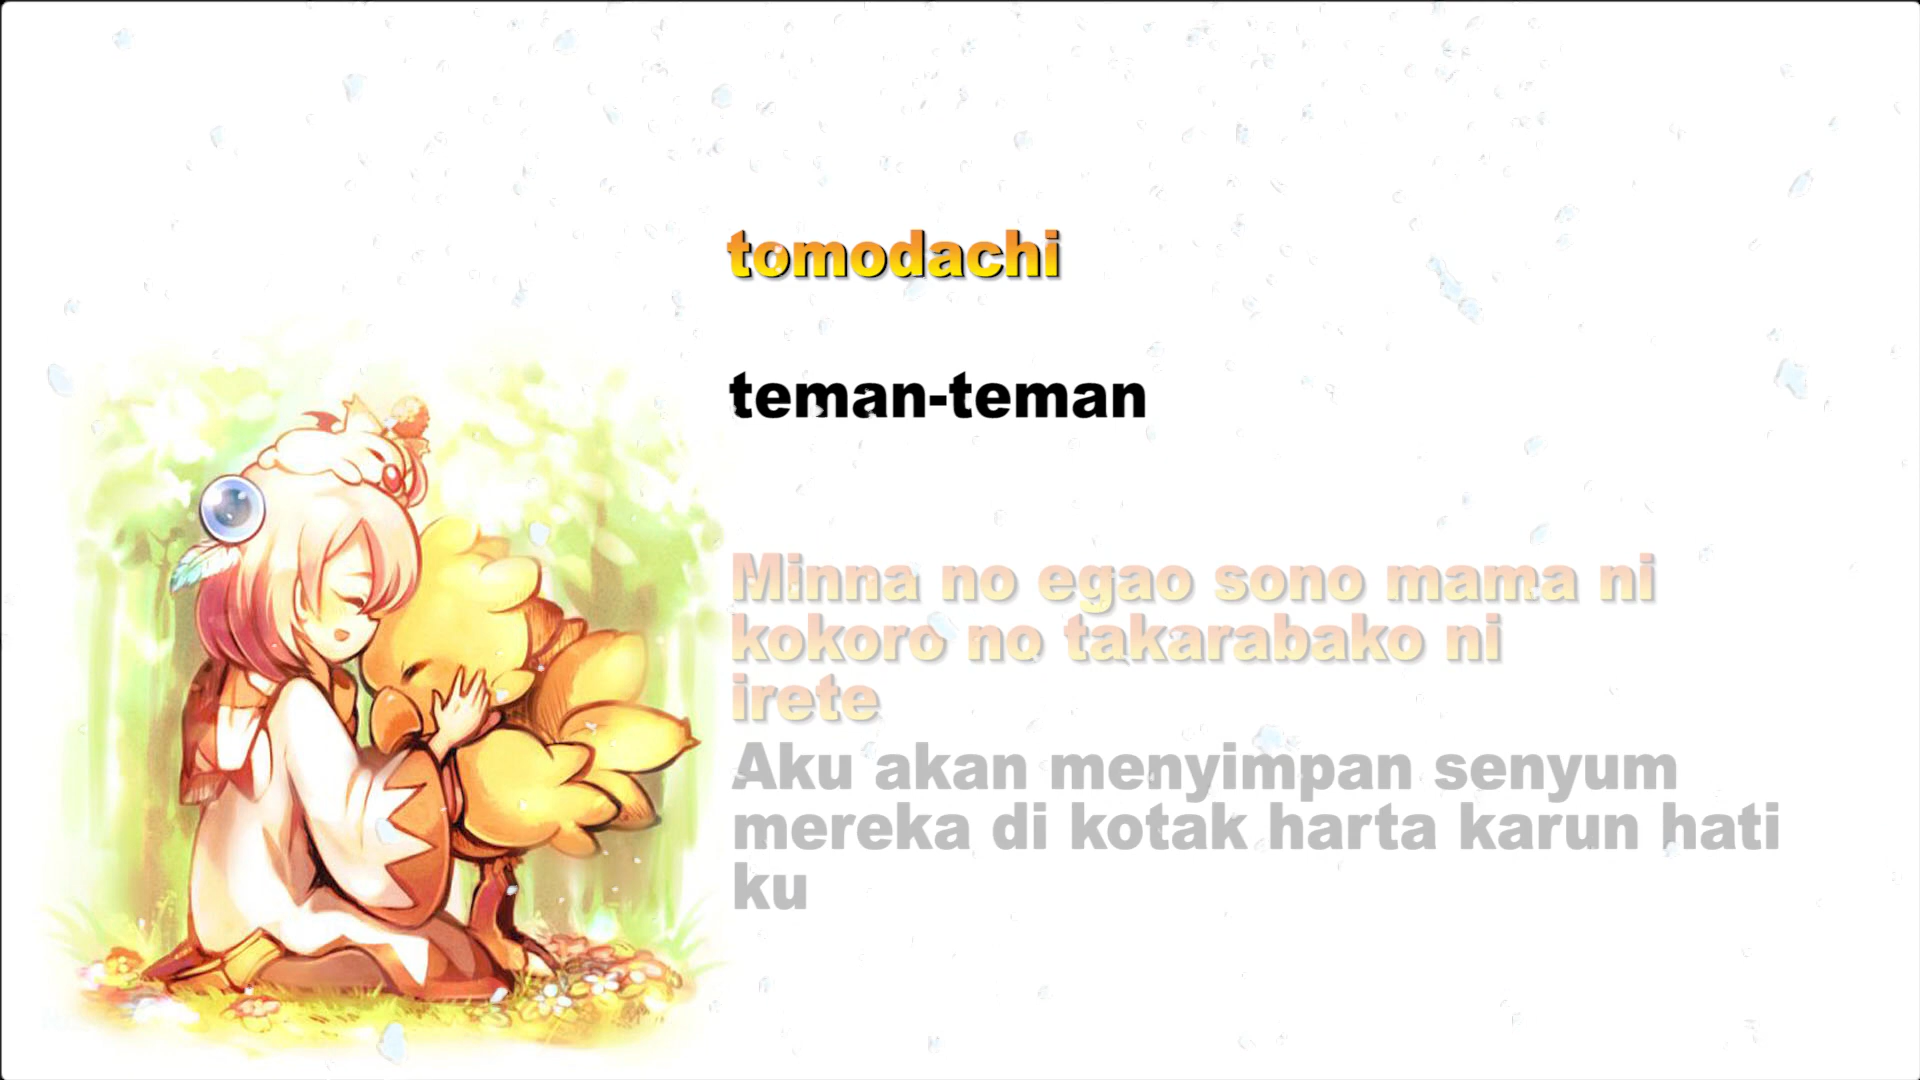 tomodachi
teman-teman
Minna no egao sono mama ni
kokoro no takarabako ni
irete
Aku akan menyimpan senyum
mereka di kotak harta karun hati
ku